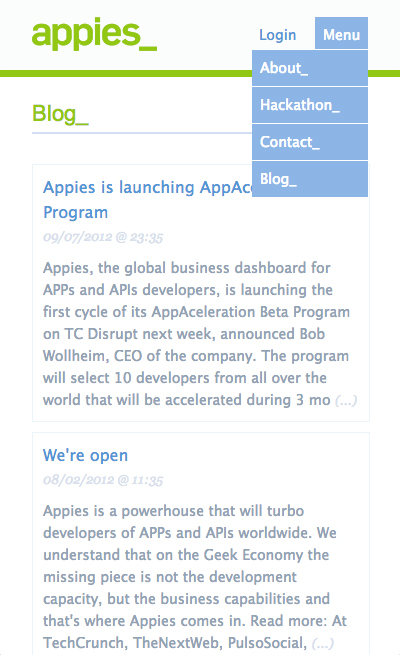 appies_
Login
Menu
About_
Hackathon_
Contact_
Blog_
Blog_
Appies is launching
Program
09/07/2012 @ 23:35
Appies, the global business dashboard for
APPs and APIs developers, is launching the
first cycle of its AppAceleration Beta Program
on TC Disrupt next week, announced Bob
Wollheim, CEO of the company. The program
will select 10 developers from all over the
world that will be accelerated during 3 mo (...)
We're open
08/02/2012 @ 11:35
Appies is a powerhouse that will turbo
developers of APPs and APIs worldwide. We
understand that on the Geek Economy the
missing piece is not the development
capacity, but the business capabilities and
that's where Appies comes in. Read more: At
TechCrunch, TheNextWeb, PulsoSocial, (...)